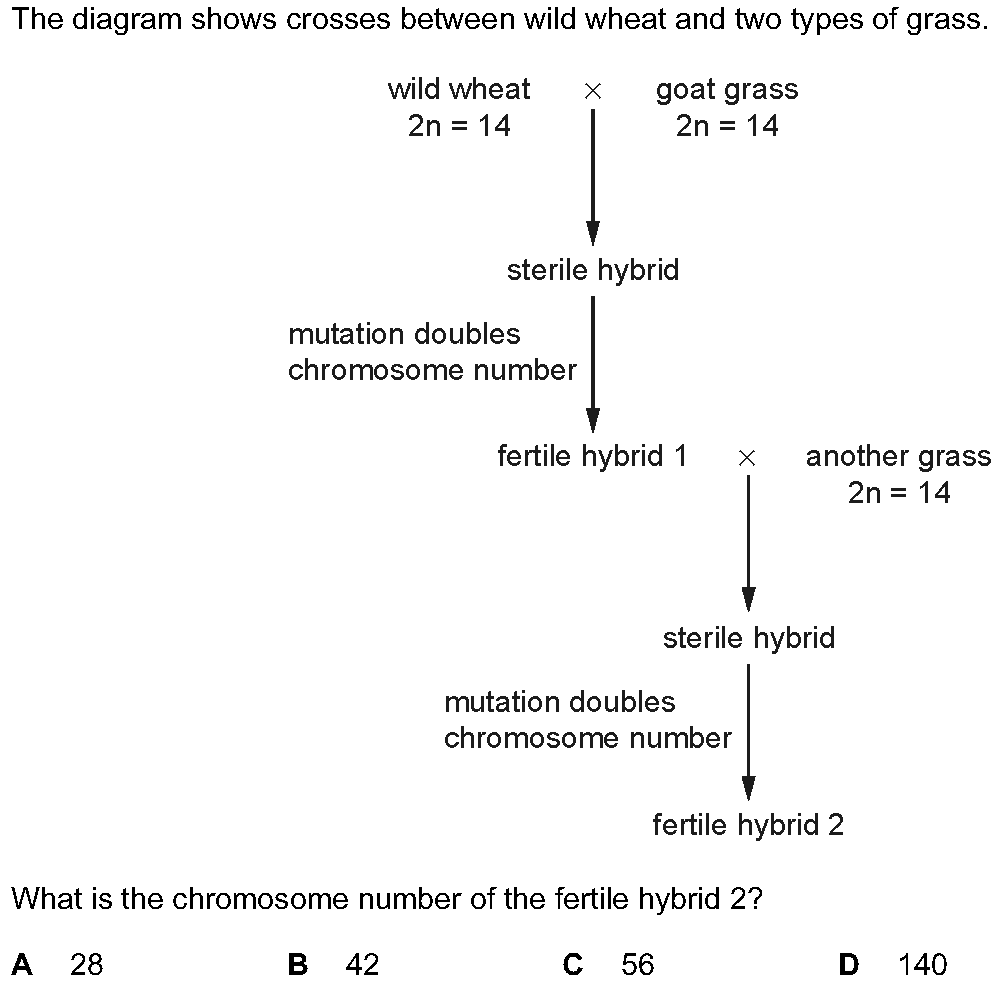 The diagram shows crosses between wild wheat and two types of grass.
wild wheat × goat grass
2n = 14 2n = 14
sterile hybrid
mutation doubles
chromosome number
fertile hybrid 1 × another grass
2n = 14
sterile hybrid
mutation doubles
chromosome number
fertile hybrid 2
What is the chromosome number of the fertile hybrid 2?
A 28 B 42 C 56 D 140